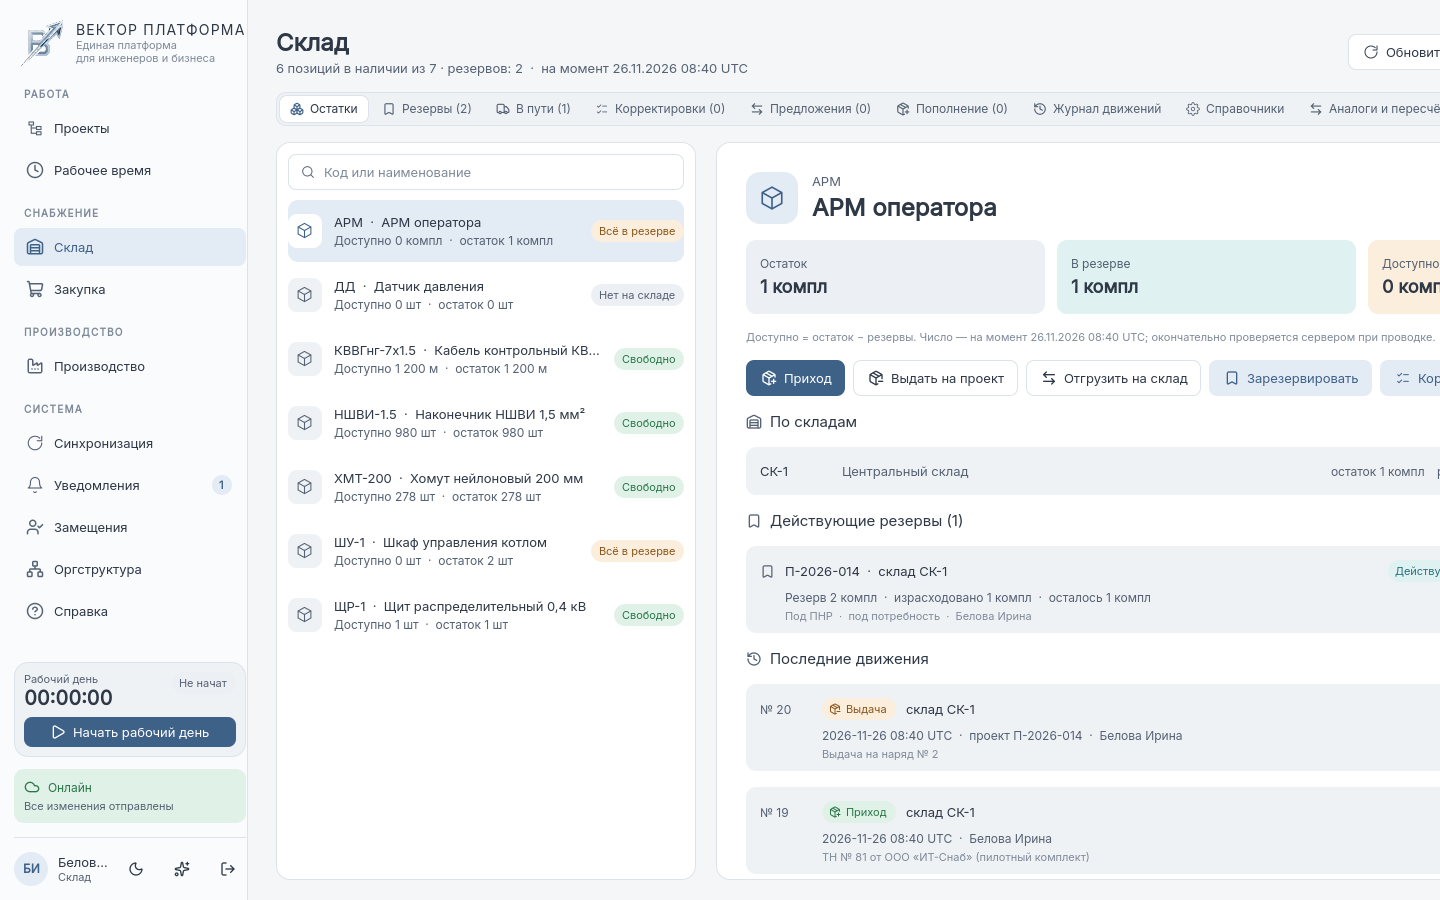 ВЕКТОР ПЛАТФОРМА
Единая платформа
для инженеров и бизнеса
РАБОТА
Проекты
Рабочее время
СНАБЖЕНИЕ
Склад
Закупка
ПРОИЗВОДСТВО
Производство
СИСТЕМА
Синхронизация
Уведомления 1
Замещения
Оргструктура
Справка
Рабочий день
Не начат
00:00:00
Начать рабочий день
Онлайн
Все изменения отправлены
БИ
Белов...
Склад
Склад
6 позиций в наличии из 7 · резервов: 2 · на момент 26.11.2026 08:40 UTC
Обновит
Остатки Резервы (2) В пути (1) Корректировки (0) Предложения (0) Пополнение (0) Журнал движений Справочники Аналоги и пересчё
Код или наименование
АРМ · АРМ оператора
Доступно 0 компл · остаток 1 компл
Всё в резерве
ДД · Датчик давления
Доступно 0 шт · остаток 0 шт
Нет на складе
КВВГнг-7х1.5 · Кабель контрольный КВ...
Доступно 1 200 м · остаток 1 200 м
Свободно
НШВИ-1.5 · Наконечник НШВИ 1,5 мм²
Доступно 980 шт · остаток 980 шт
Свободно
ХМТ-200 · Хомут нейлоновый 200 мм
Доступно 278 шт · остаток 278 шт
Свободно
ШУ-1 · Шкаф управления котлом
Доступно 0 шт · остаток 2 шт
Всё в резерве
ЩР-1 · Щит распределительный 0,4 кВ
Доступно 1 шт · остаток 1 шт
Свободно
АРМ
АРМ оператора
Остаток
1 компл
В резерве
1 компл
Доступно
0 комп
Доступно = остаток − резервы. Число — на момент 26.11.2026 08:40 UTC; окончательно проверяется сервером при проводке.
Приход Выдать на проект Отгрузить на склад Зарезервировать Кор
По складам
СК-1 Центральный склад остаток 1 компл р
Действующие резервы (1)
П-2026-014 · склад СК-1
Действу
Резерв 2 компл · израсходовано 1 компл · осталось 1 компл
Под ПНР · под потребность · Белова Ирина
Последние движения
№ 20 Выдача склад СК-1
2026-11-26 08:40 UTC · проект П-2026-014 · Белова Ирина
Выдача на наряд № 2
№ 19 Приход склад СК-1
2026-11-26 08:40 UTC · Белова Ирина
ТН № 81 от ООО «ИТ-Снаб» (пилотный комплект)